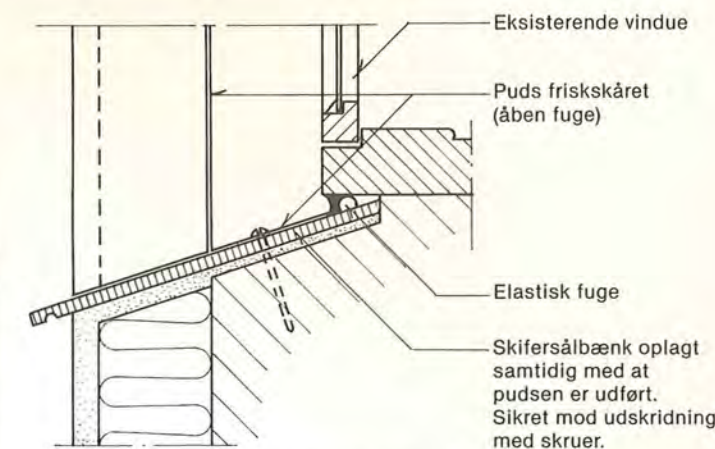 Eksisterende vindue
Puds friskskåret
(åben fuge)
Elastisk fuge
Skifersålbænk oplagt
samtidig med at
pudsen er udført.
Sikret mod udskridning
med skruer.